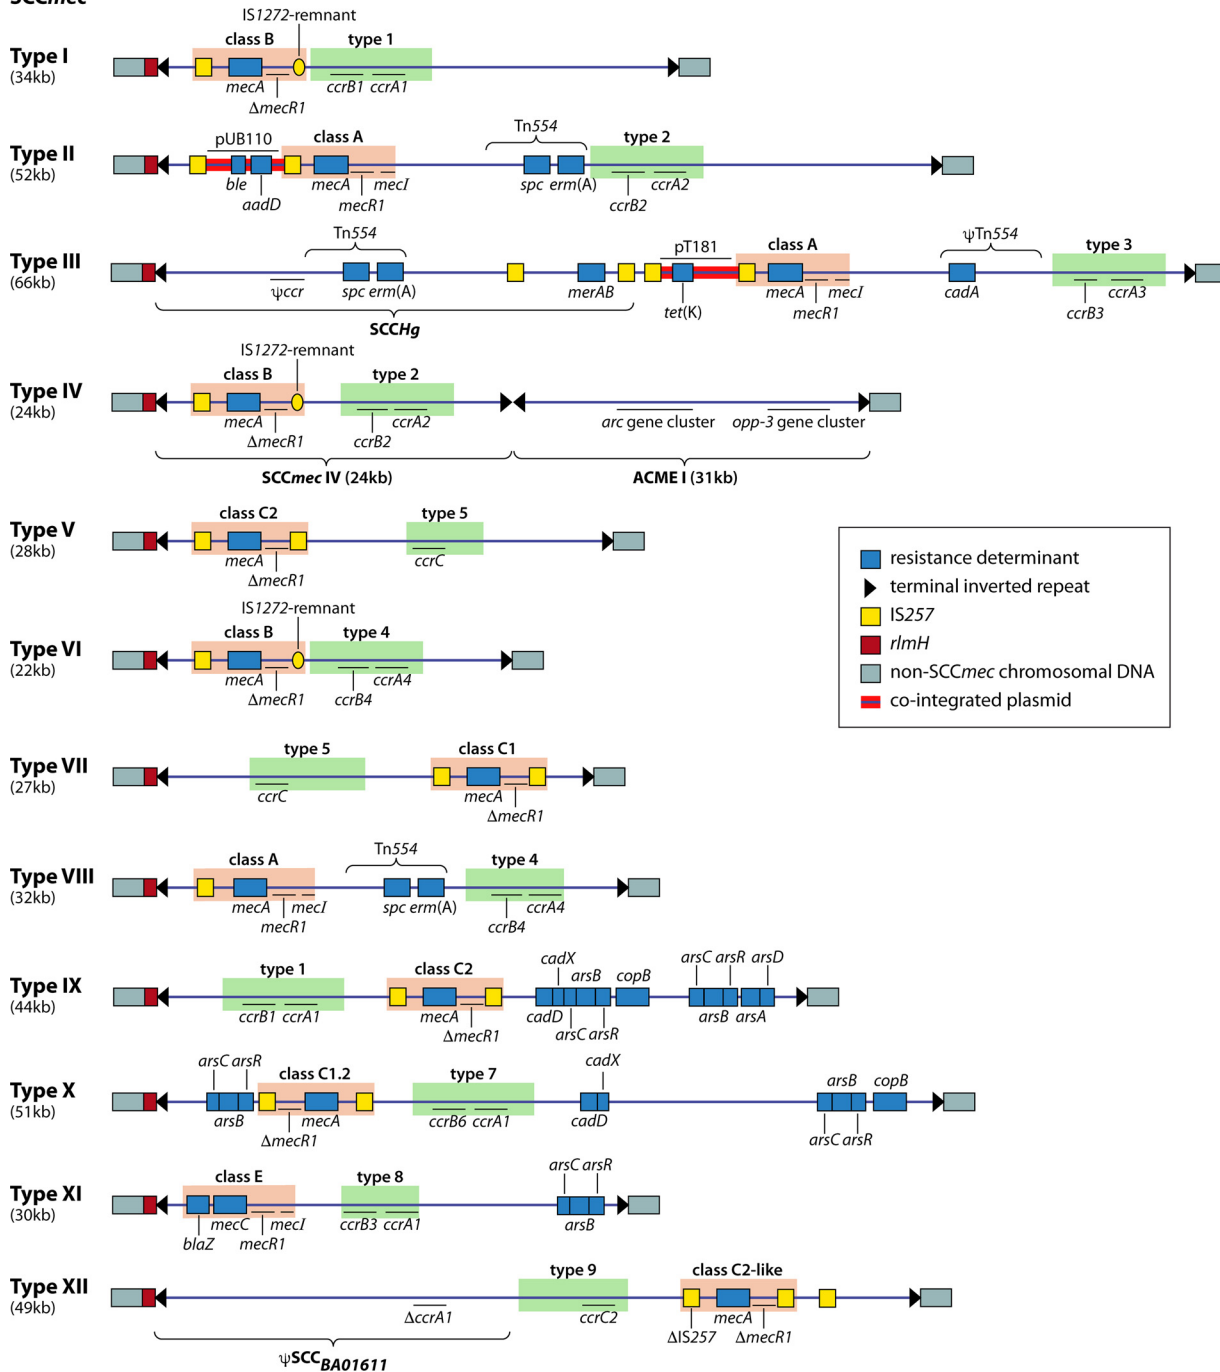 SCCmec
IS1272-remnant
class B type 1
Type I
(34kb)
mecA ccrB1 ccrA1
ΔmecR1
Tn554
pUB110 class A type 2
Type II
(52kb)
ble mecA mecI spc erm(A) ccrA2
aadD mecR1 ccrB2
Tn554 pT181 class A ψTn554 type 3
Type III
(66kb)
ψccr spc erm(A) merAB mecA mecI cadA ccrA3
tet(K) mecR1 ccrB3
SCCHg
IS1272-remnant
class B type 2
Type IV
(24kb)
mecA ccrA2 arc gene cluster opp-3 gene cluster
ΔmecR1 ccrB2
SCCmec IV (24kb) ACME I (31kb)
class C2 type 5
Type V
(28kb)
mecA ccrC
ΔmecR1
resistance determinant
terminal inverted repeat
IS257
rlmH
non-SCCmec chromosomal DNA
co-integrated plasmid
IS1272-remnant
class B type 4
Type VI
(22kb)
mecA ccrA4
ΔmecR1 ccrB4
type 5 class C1
Type VII
(27kb)
ccrC mecA
ΔmecR1
Tn554
class A type 4
Type VIII
(32kb)
mecA mecI spc erm(A) ccrA4
mecR1 ccrB4
cadX arsC arsR arsD
type 1 class C2 arsB copB
Type IX
(44kb)
ccrB1 ccrA1 mecA cadD arsB arsA
ΔmecR1 arsC arsR
arsC arsR cadX
class C1.2 type 7 arsB copB
Type X
(51kb)
arsB mecA ccrB6 ccrA1 cadD
ΔmecR1 arsC arsR
arsC arsR
class E type 8
Type XI
(30kb)
mecC mecI ccrB3 ccrA1 arsB
blaZ mecR1
type 9 class C2-like
Type XII
(49kb)
ΔccrA1 ccrC2 mecA
ΔIS257 ΔmecR1
ψSCCBA01611